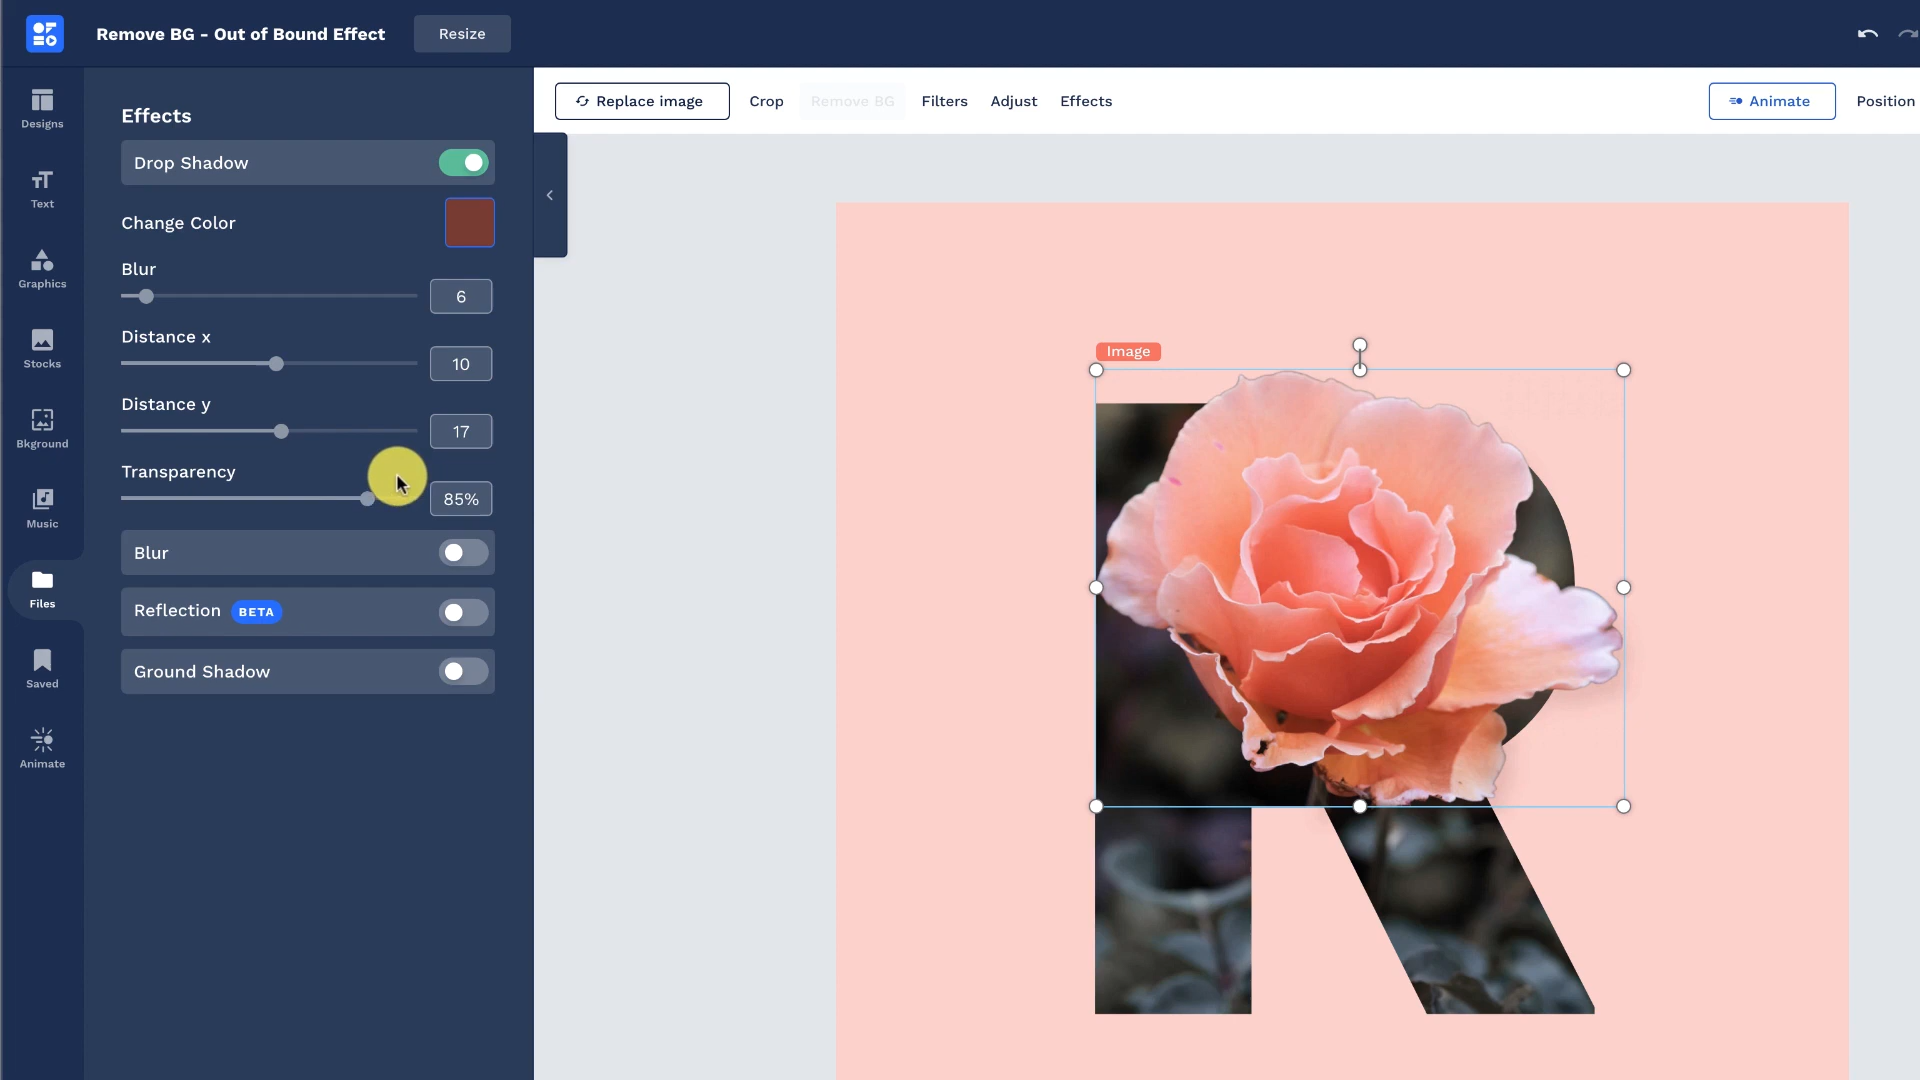 Remove BG - Out of Bound Effect
Resize
Designs
Text
Graphics
Stocks
Bkground
Music
Files
Saved
Animate
Effects
Drop Shadow
Change Color
Blur
6
Distance x
10
Distance y
17
Transparency
85%
Blur
Reflection BETA
Ground Shadow
Replace image
Crop
Remove BG
Filters
Adjust
Effects
Animate
Position
Image
R